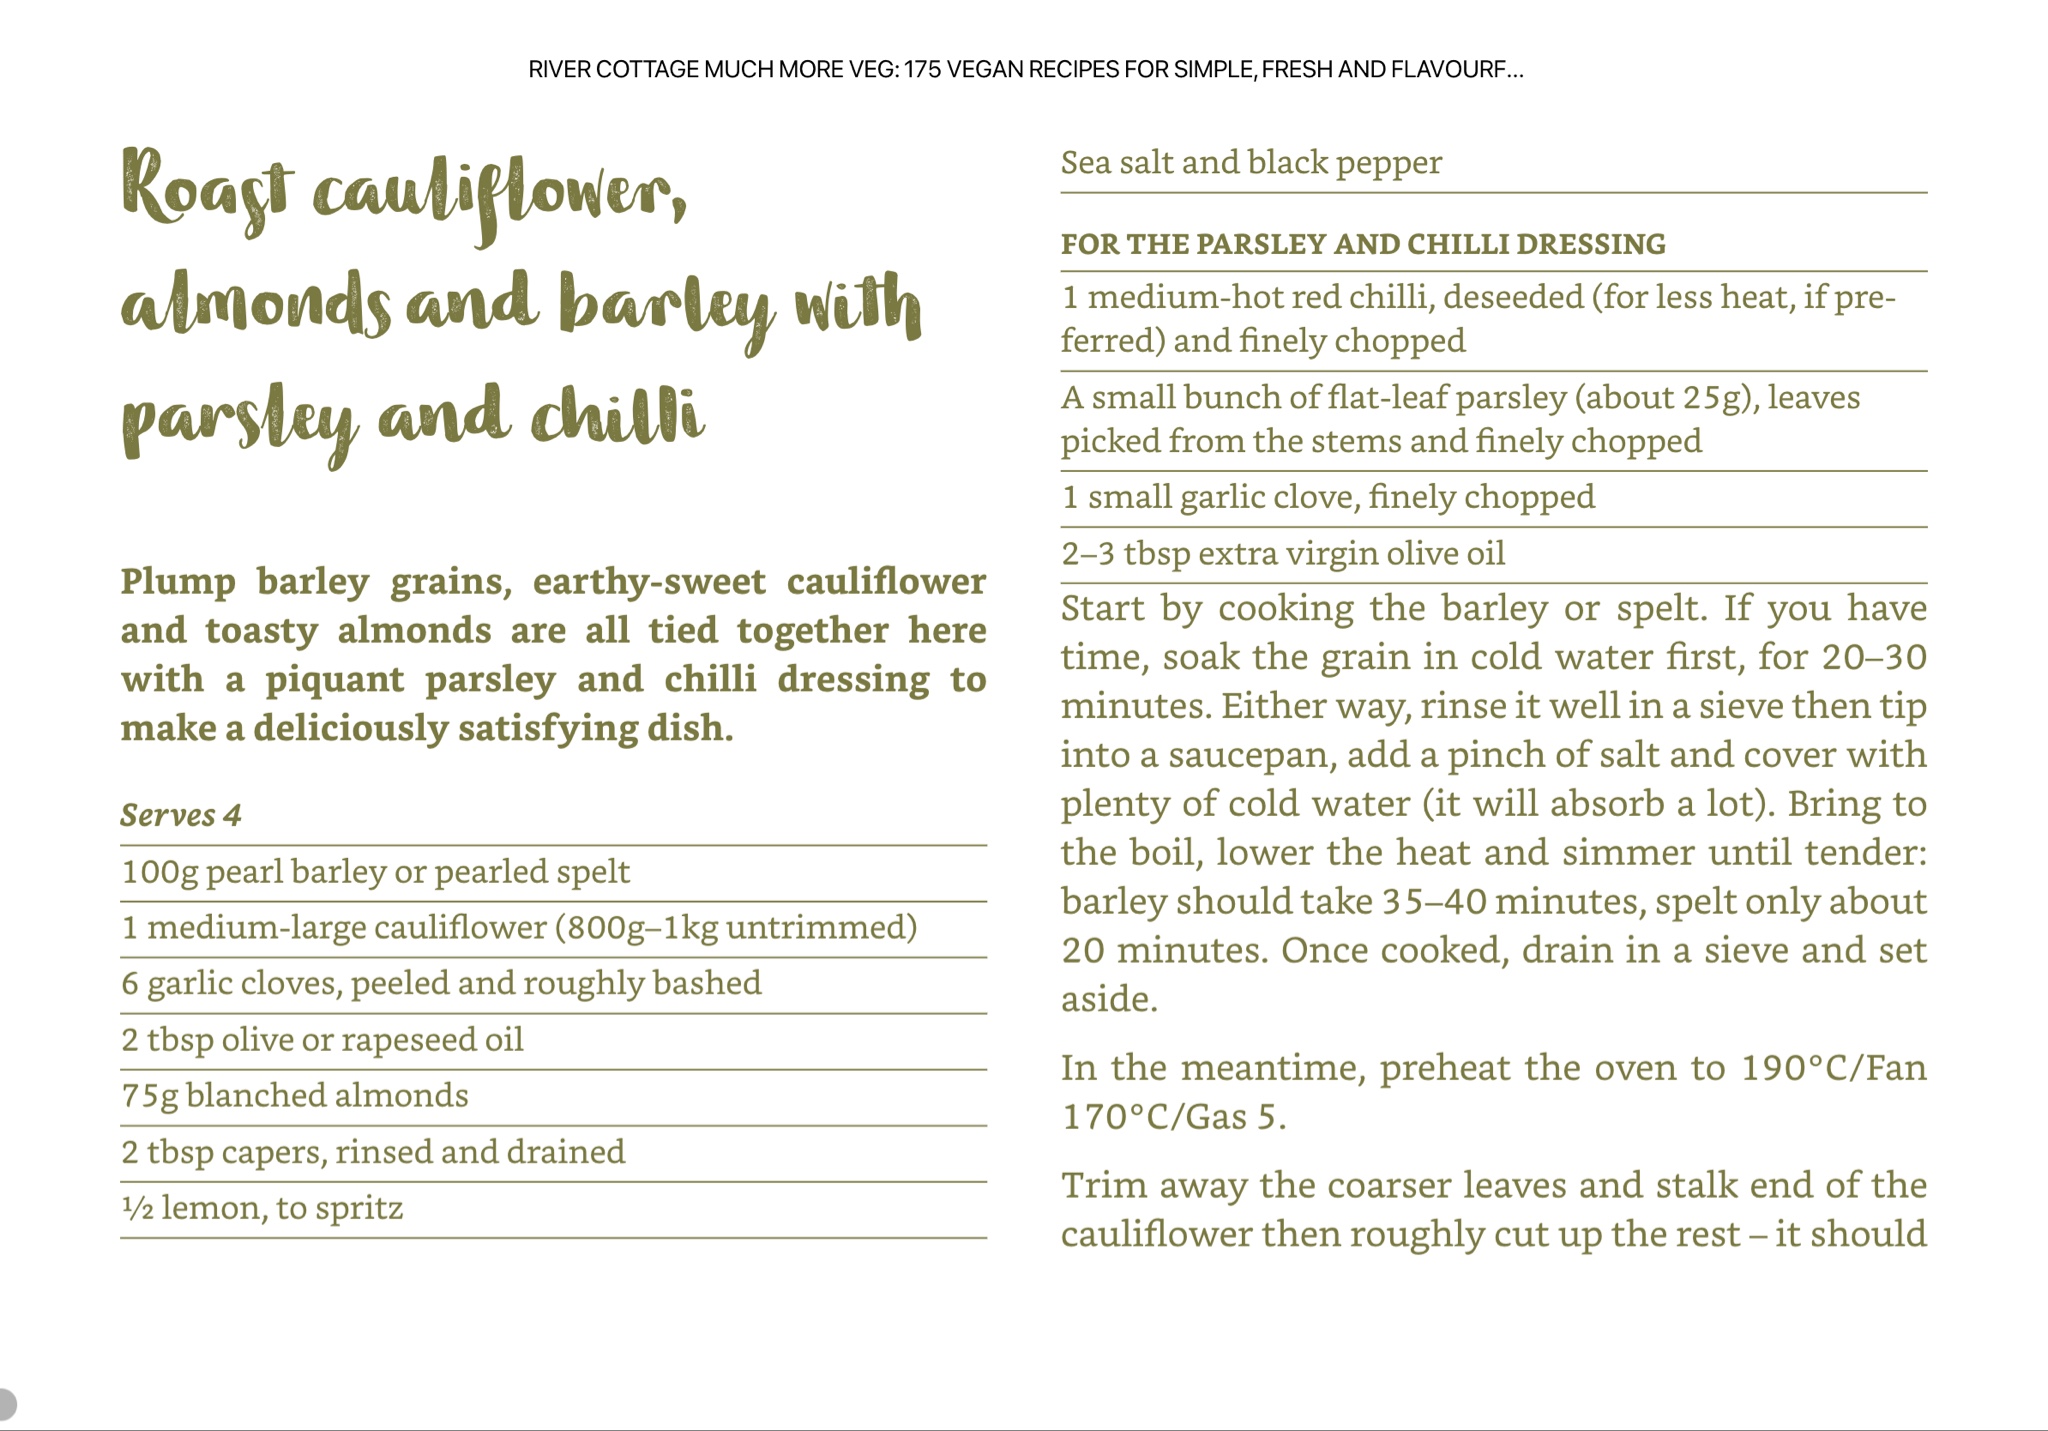 RIVER COTTAGE MUCH MORE VEG: 175 VEGAN RECIPES FOR SIMPLE, FRESH AND FLAVOURF...
Roast cauliflower,
almonds and barley with
parsley and chilli
Plump barley grains, earthy-sweet cauliflower
and toasty almonds are all tied together here
with a piquant parsley and chilli dressing to
make a deliciously satisfying dish.
Serves 4
100g pearl barley or pearled spelt
1 medium-large cauliflower (800g–1kg untrimmed)
6 garlic cloves, peeled and roughly bashed
2 tbsp olive or rapeseed oil
75g blanched almonds
2 tbsp capers, rinsed and drained
½ lemon, to spritz
Sea salt and black pepper
FOR THE PARSLEY AND CHILLI DRESSING
1 medium-hot red chilli, deseeded (for less heat, if pre-
ferred) and finely chopped
A small bunch of flat-leaf parsley (about 25g), leaves
picked from the stems and finely chopped
1 small garlic clove, finely chopped
2–3 tbsp extra virgin olive oil
Start by cooking the barley or spelt. If you have
time, soak the grain in cold water first, for 20–30
minutes. Either way, rinse it well in a sieve then tip
into a saucepan, add a pinch of salt and cover with
plenty of cold water (it will absorb a lot). Bring to
the boil, lower the heat and simmer until tender:
barley should take 35–40 minutes, spelt only about
20 minutes. Once cooked, drain in a sieve and set
aside.
In the meantime, preheat the oven to 190°C/Fan
170°C/Gas 5.
Trim away the coarser leaves and stalk end of the
cauliflower then roughly cut up the rest – it should